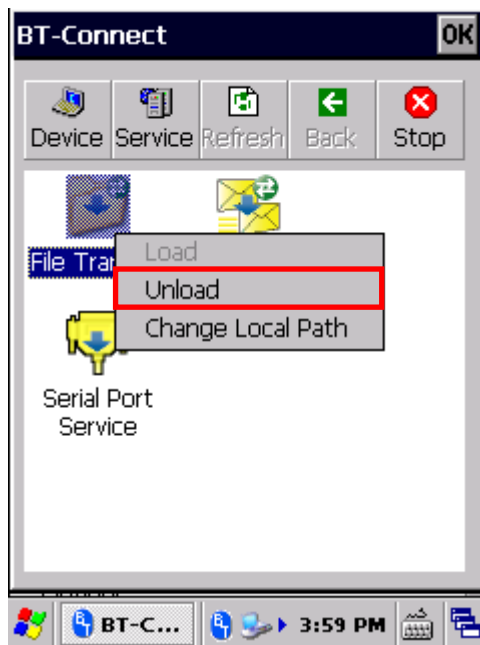 BT-Connect OK
Device Service Refresh Back Stop
File Tra
Load
Unload
Change Local Path
Serial Port
Service
BT-C... 3:59 PM